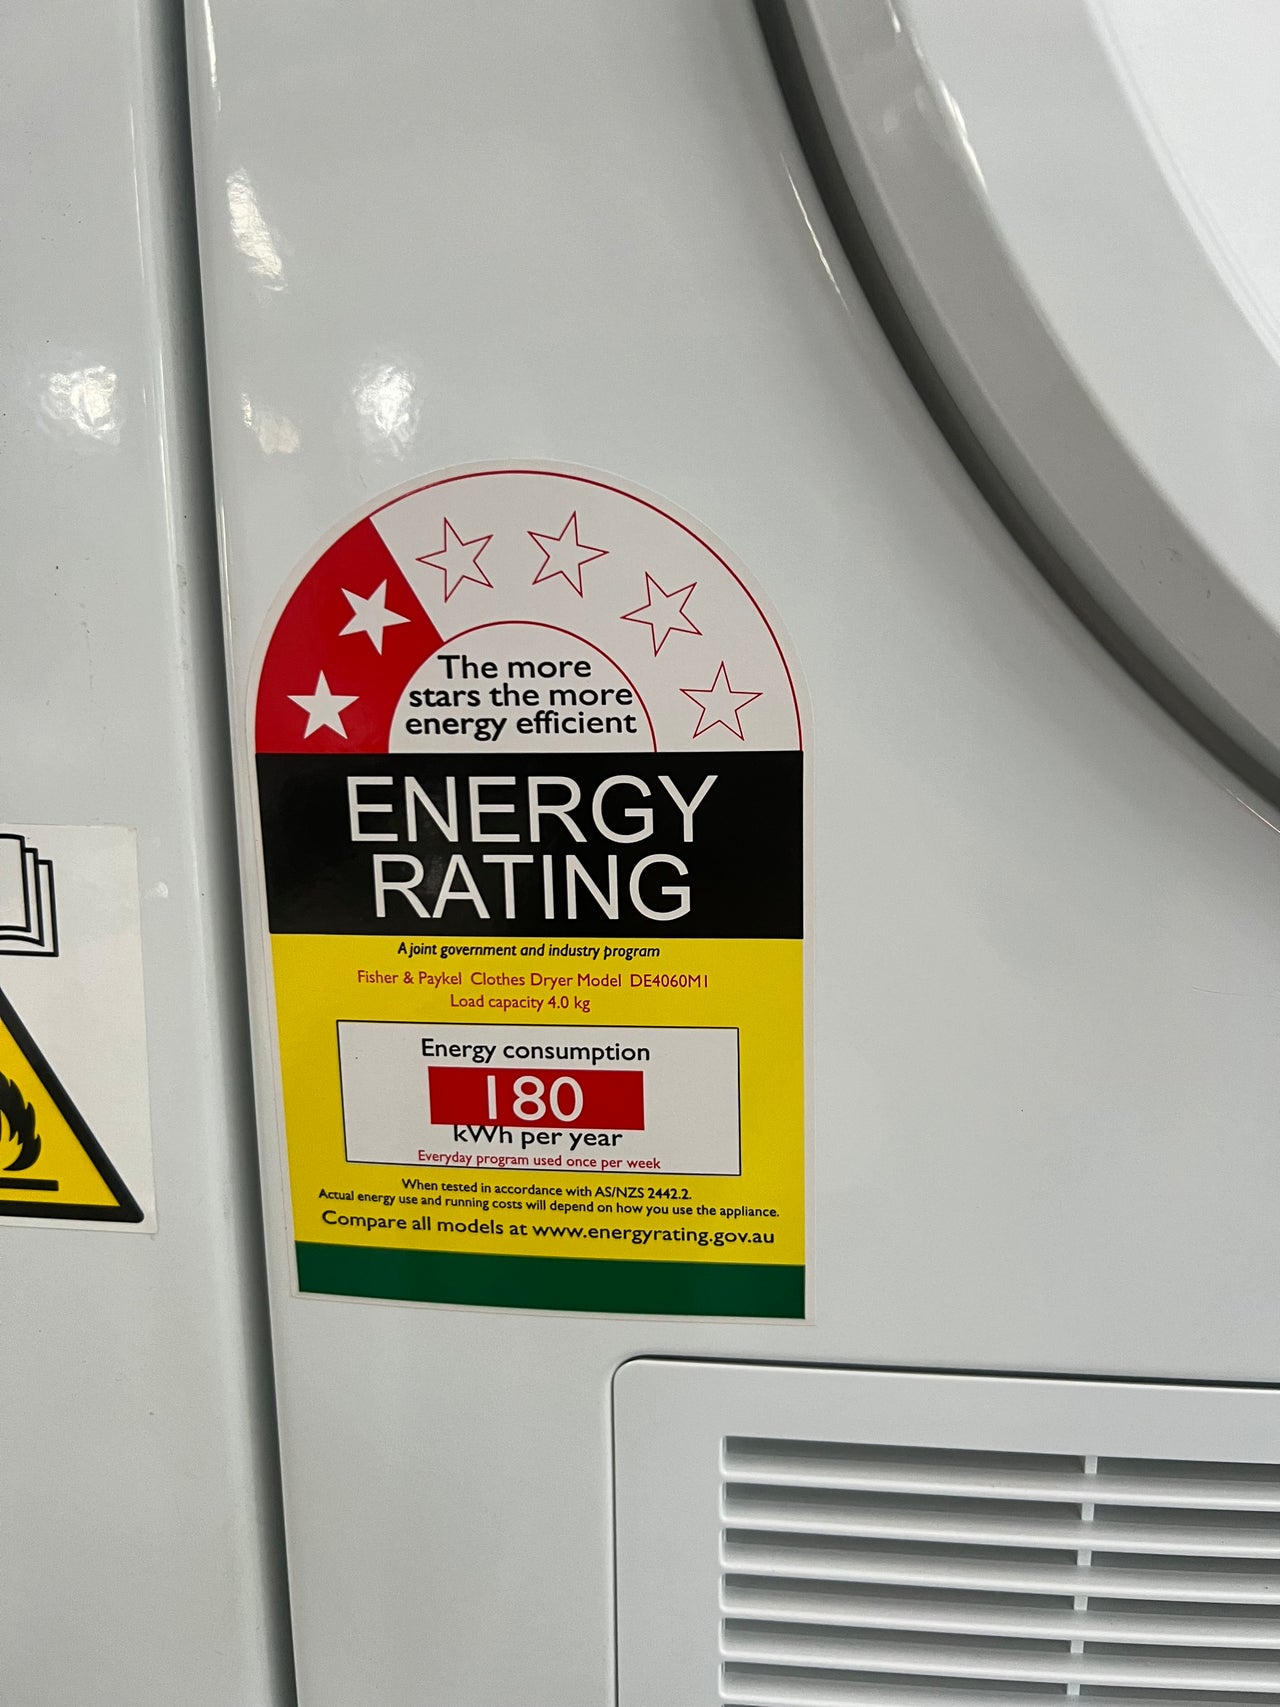 The more
stars the more
energy efficient
ENERGY
RATING
A joint government and industry program
Fisher & Paykel Clothes Dryer Model DE4060M1
Load capacity 4.0 kg
Energy consumption
180
kWh per year
Everyday program used once per week
When tested in accordance with AS/NZS 2442.2.
Actual energy use and running costs will depend on how you use the appliance.
Compare all models at www.energyrating.gov.au